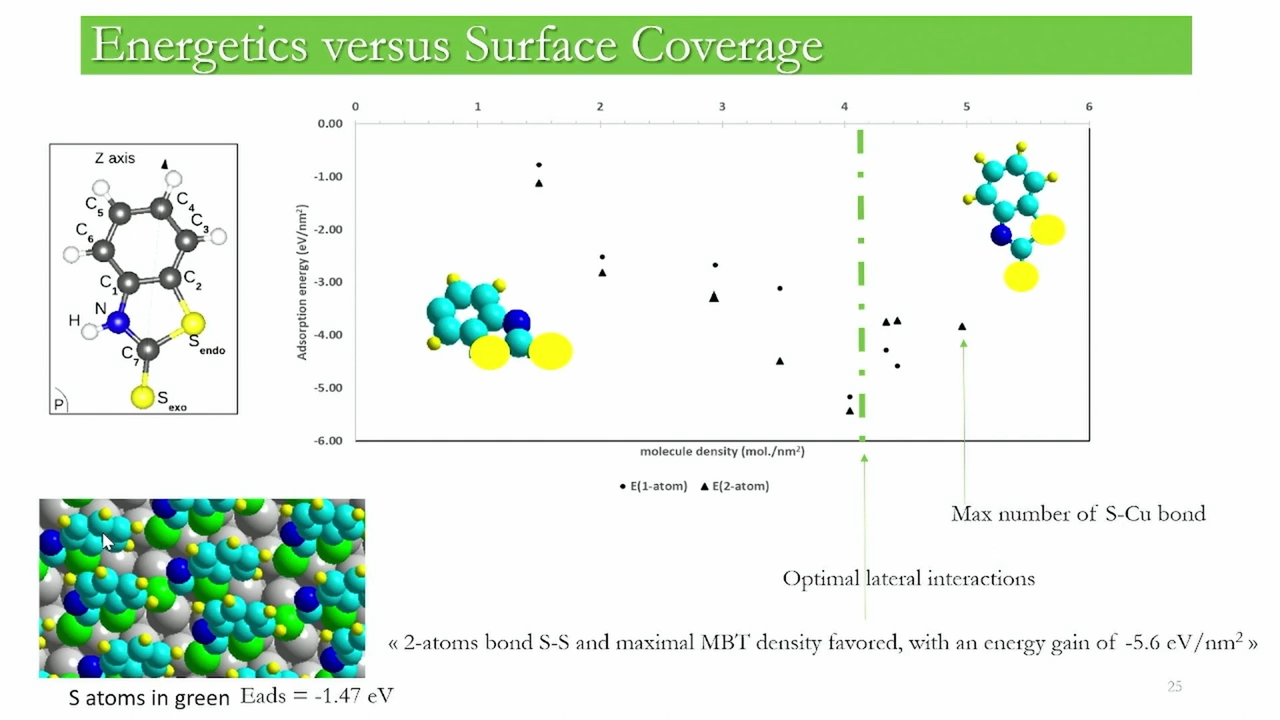 Energetics versus Surface Coverage
0 1 2 3 4 5 6
0.00
-1.00
-2.00
-3.00
-4.00
-5.00
-6.00
Adsorption energy (eV/nm²)
molecule density (mol./nm²)
E(1-atom) E(2-atom)
Z axis
C5
C4
C3
C6
C1
C2
N
H
C7
S endo
S exo
P
Max number of S-Cu bond
Optimal lateral interactions
« 2-atoms bond S-S and maximal MBT density favored, with an energy gain of -5.6 eV/nm² »
S atoms in green Eads = -1.47 eV
25